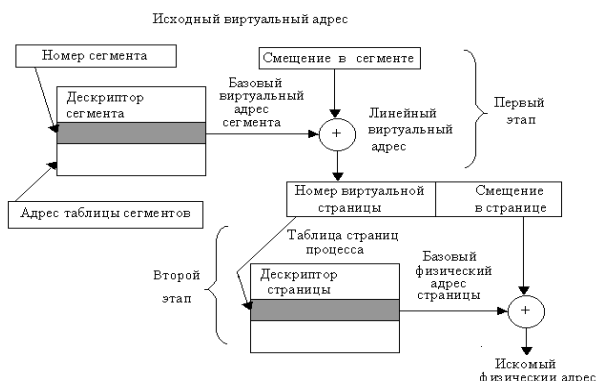 Исходный виртуальный адрес
Номер сегмента
Смещение в сегменте
Дескриптор
сегмента
Базовый
виртуальный
адрес
сегмента
Линейный
виртуальный
адрес
Первый
этап
+
Адрес таблицы сегментов
Номер виртуальной
страницы
Смещение
в странице
Таблица страниц
процесса
Второй
этап
Дескриптор
страницы
Базовый
физический
адрес
страницы
+
Искомый
физический адрес